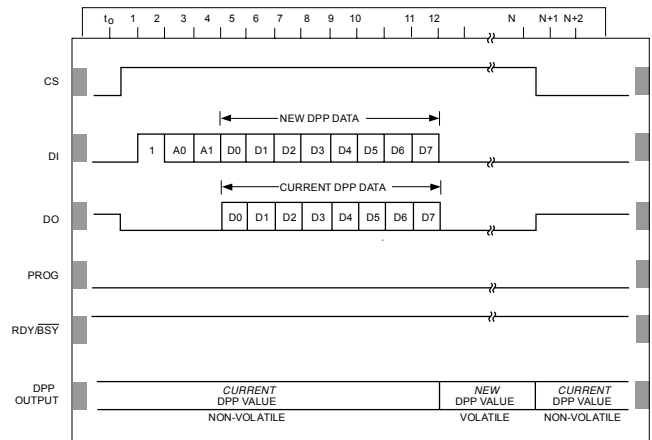 to 1 2 3 4 5 6 7 8 9 10 11 12 N N+1 N+2
CS
NEW DPP DATA
DI 1 A0 A1 D0 D1 D2 D3 D4 D5 D6 D7
CURRENT DPP DATA
DO D0 D1 D2 D3 D4 D5 D6 D7
PROG
RDY/BSY
DPP OUTPUT
CURRENT DPP VALUE
NON-VOLATILE
NEW DPP VALUE
VOLATILE
CURRENT DPP VALUE
NON-VOLATILE